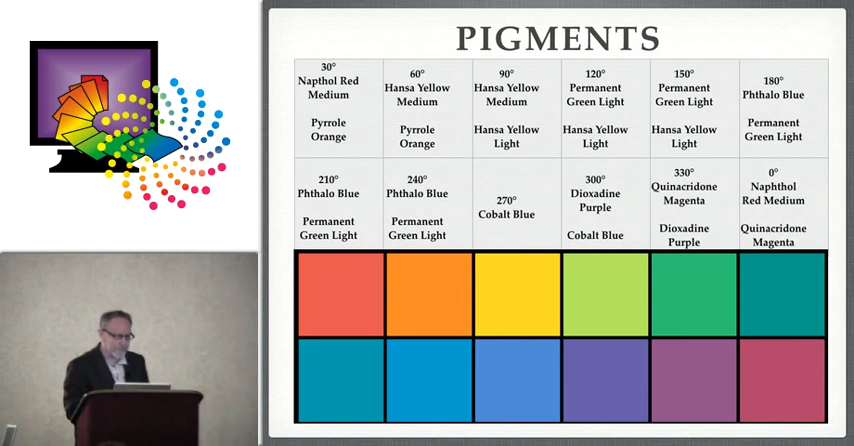 PIGMENTS
30°
Napthol Red
Medium
Pyrrole
Orange
60°
Hansa Yellow
Medium
Pyrrole
Orange
90°
Hansa Yellow
Medium
Hansa Yellow
Light
120°
Permanent
Green Light
Hansa Yellow
Light
150°
Permanent
Green Light
Hansa Yellow
Light
180°
Phthalo Blue
Permanent
Green Light
210°
Phthalo Blue
Permanent
Green Light
240°
Phthalo Blue
Permanent
Green Light
270°
Cobalt Blue
300°
Dioxadine
Purple
Cobalt Blue
330°
Quinacridone
Magenta
Dioxadine
Purple
0°
Naphthol
Red Medium
Quinacridone
Magenta